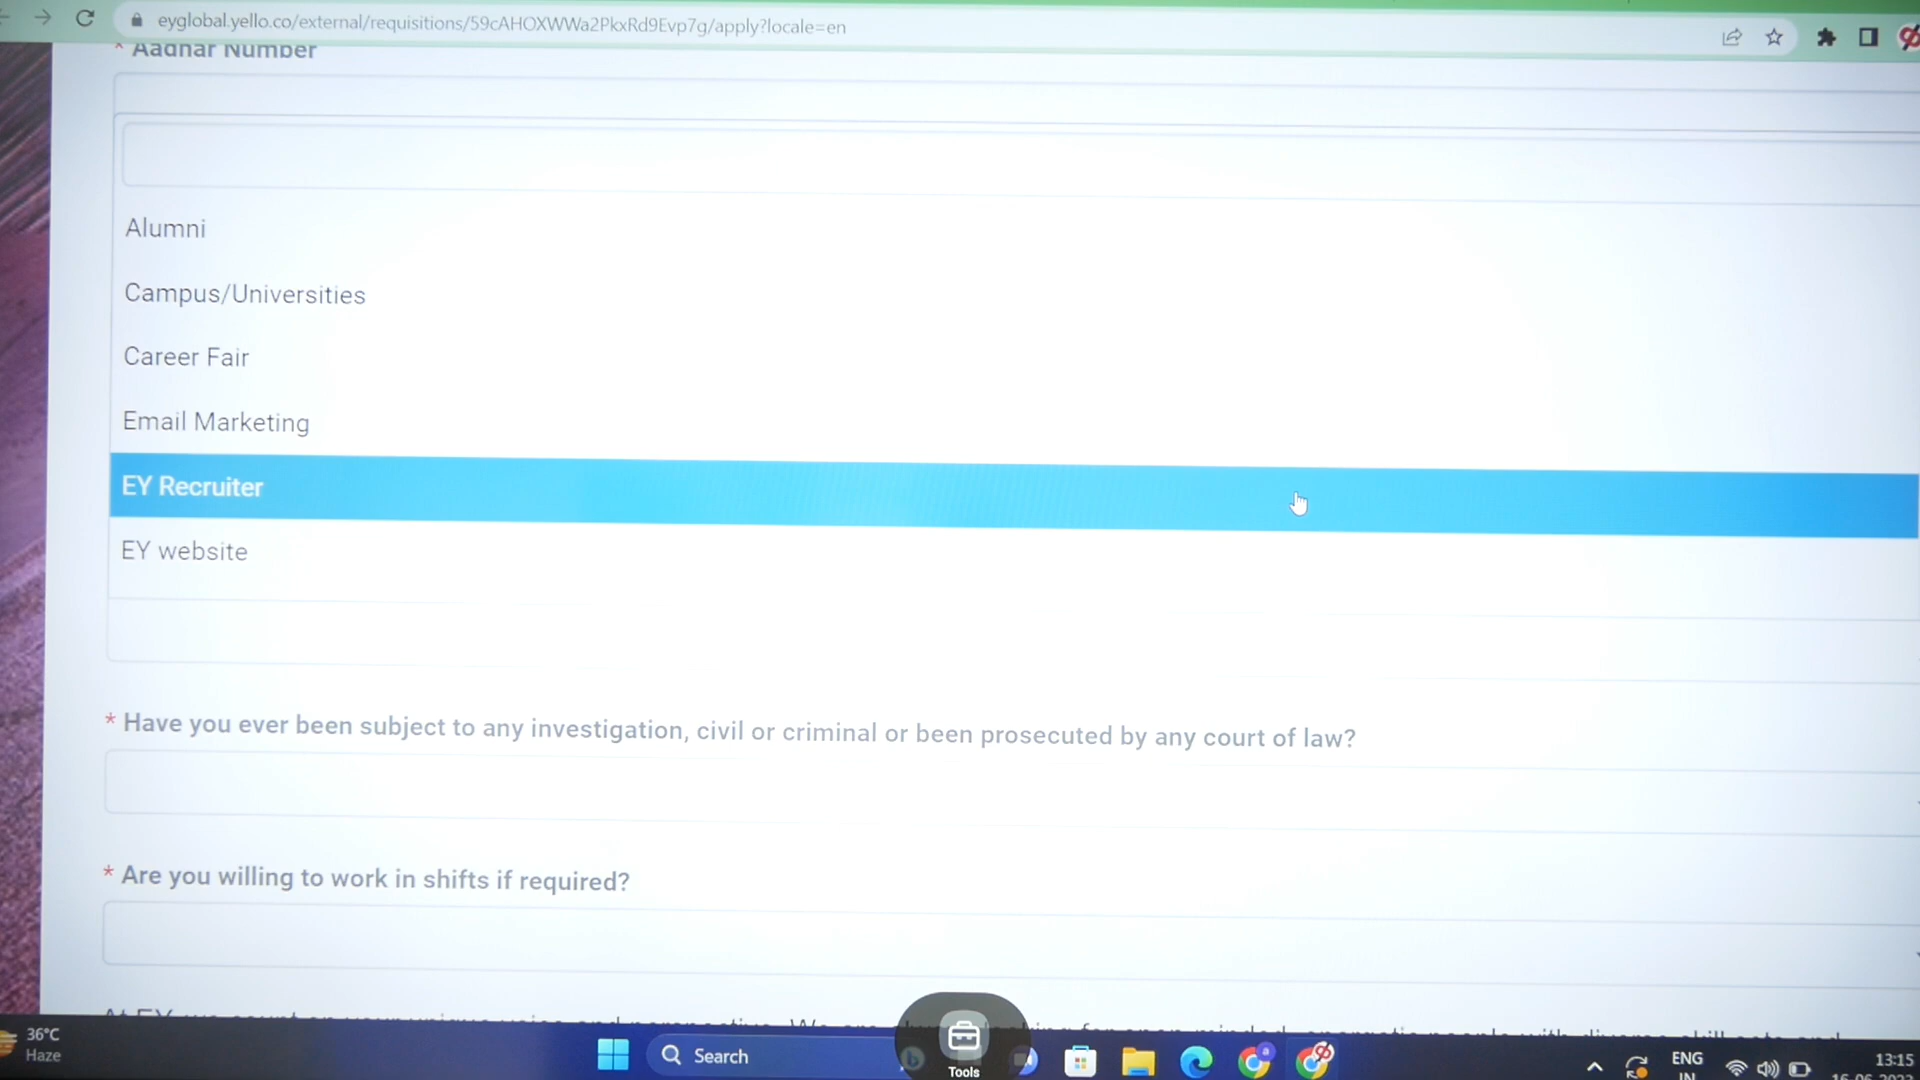 eyglobal.yello.co/external/requisitions/59cAHOXWWa2PkxRd9Evp7g/apply?locale=en
* Aadhar Number
Alumni
Campus/Universities
Career Fair
Email Marketing
EY Recruiter
EY website
* Have you ever been subject to any investigation, civil or criminal or been prosecuted by any court of law?
* Are you willing to work in shifts if required?
At EY
36°C
Haze
Search
Tools
ENG
IN
13:15